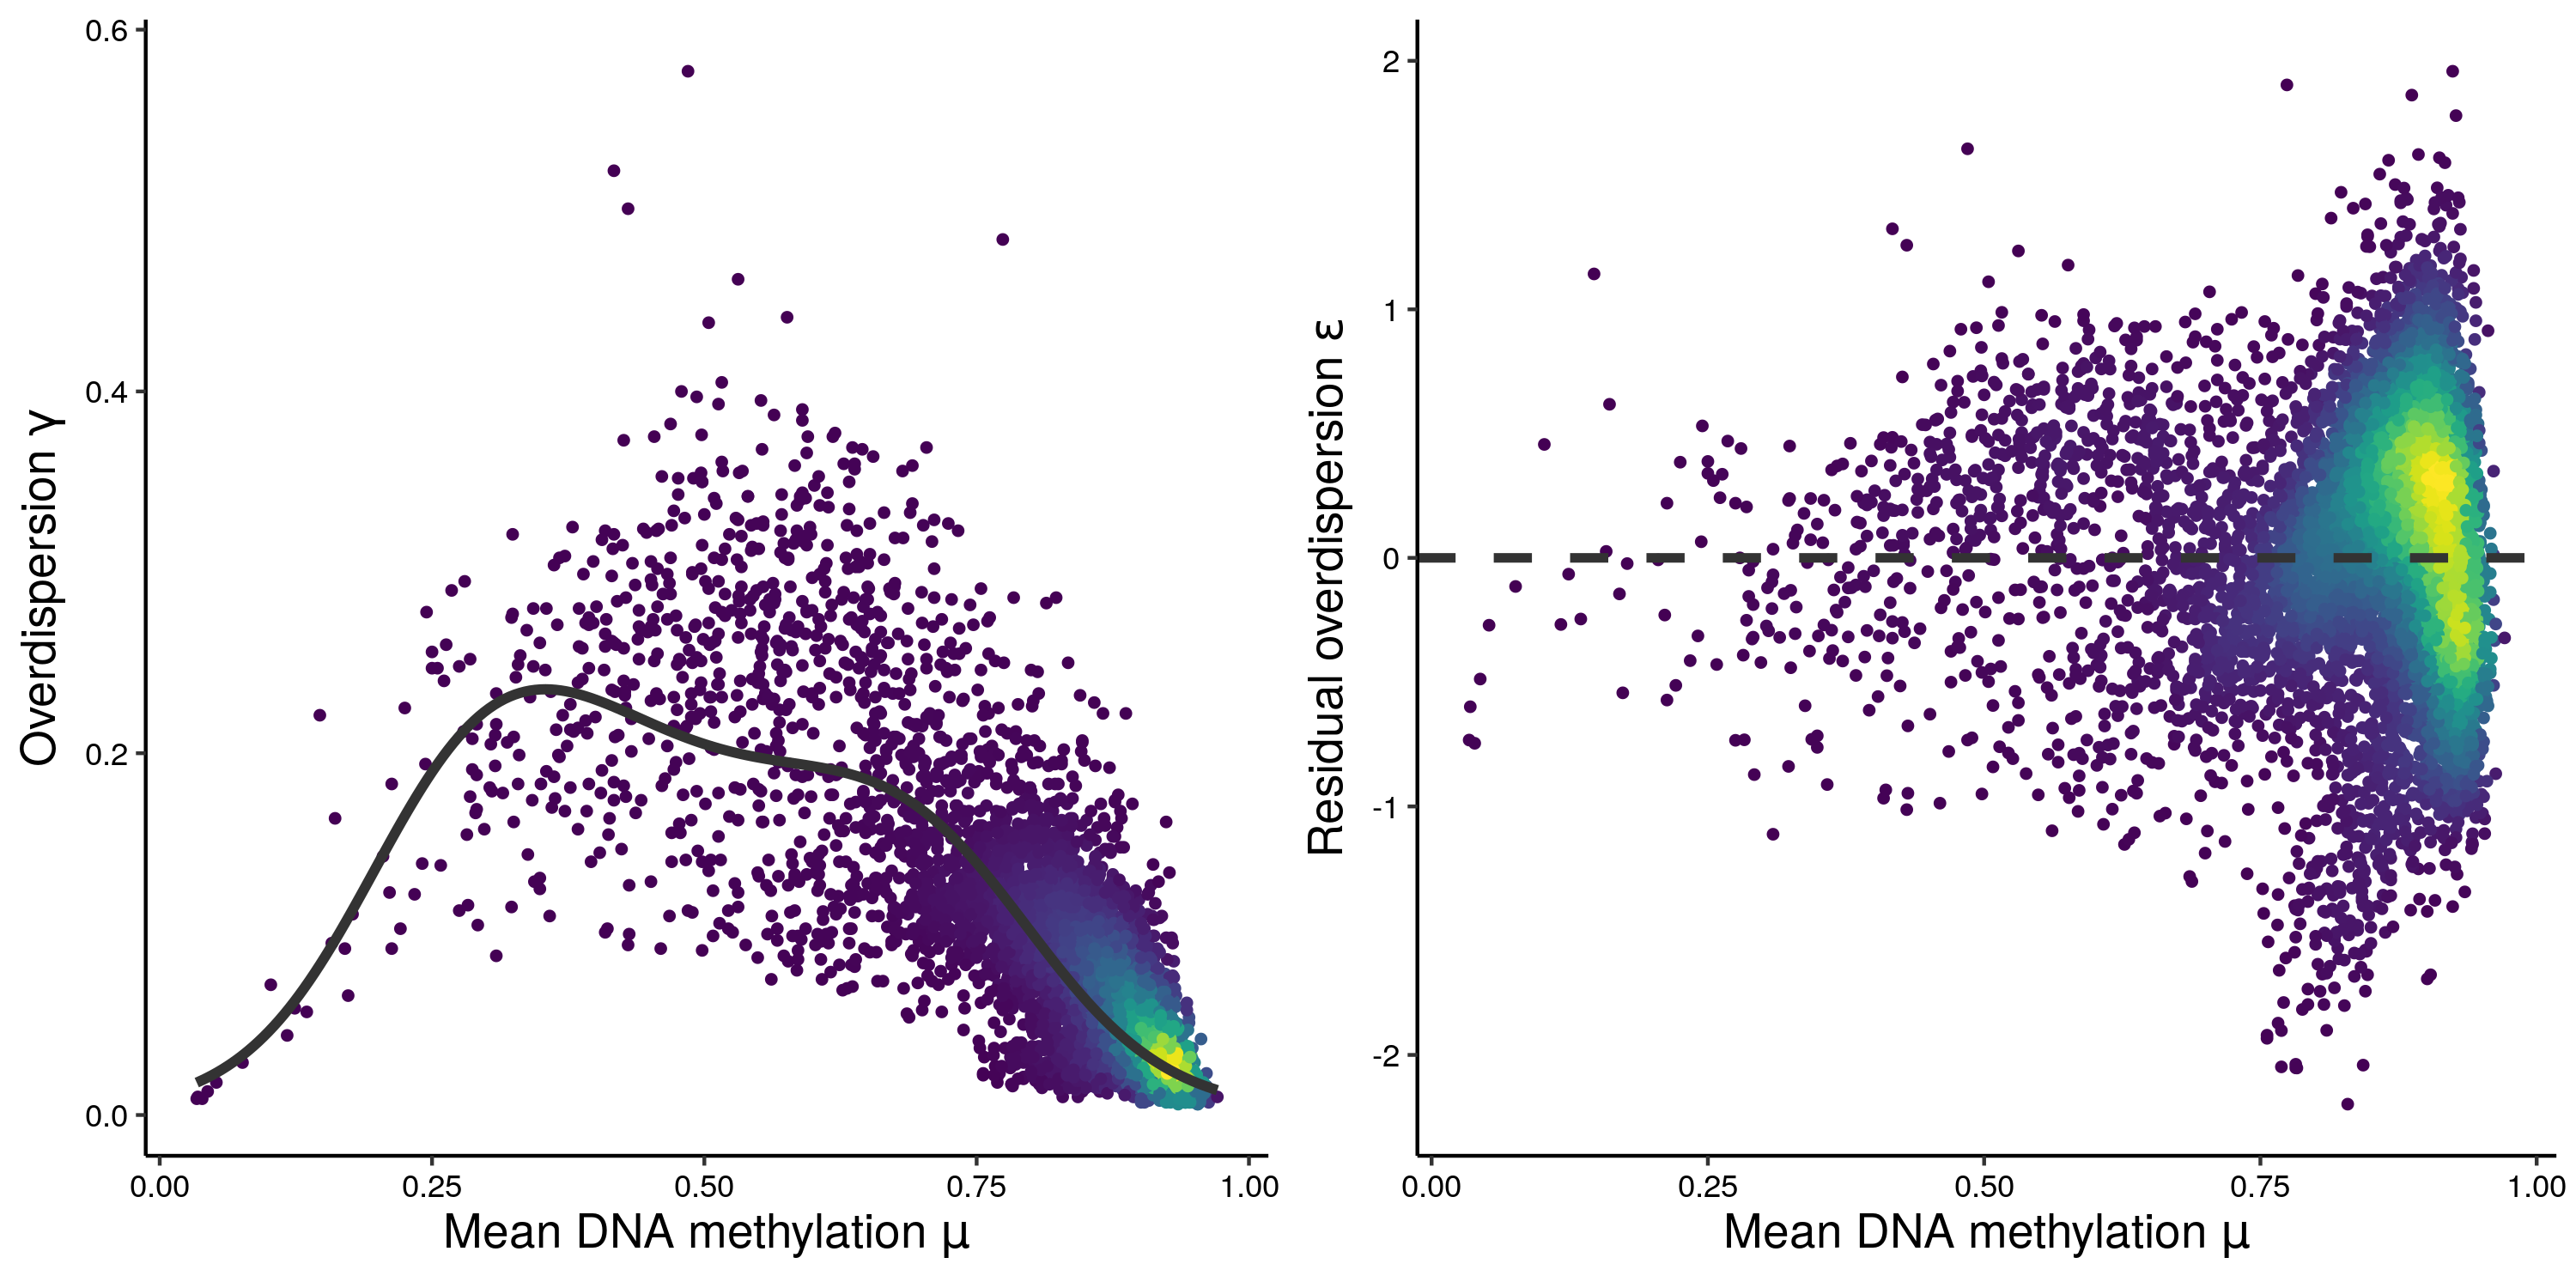 Overdispersion γ
0.6
0.4
0.2
0.0
0.00 0.25 0.50 0.75 1.00
Mean DNA methylation μ
Residual overdispersion ε
2
1
0
-1
-2
0.00 0.25 0.50 0.75 1.00
Mean DNA methylation μ